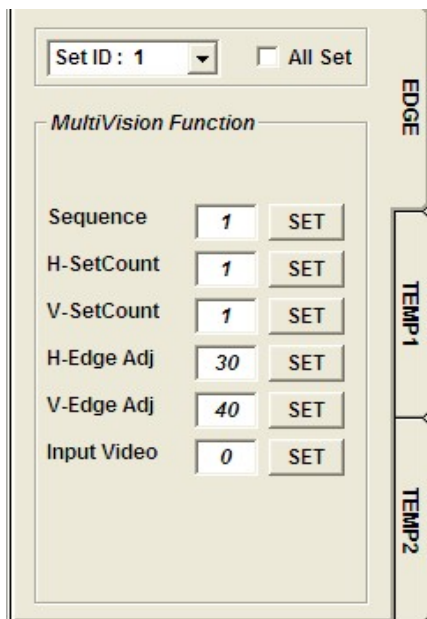 Set ID : 1
All Set
MultiVision Function
Sequence 1 SET
H-SetCount 1 SET
V-SetCount 1 SET
H-Edge Adj 30 SET
V-Edge Adj 40 SET
Input Video 0 SET
EDGE
TEMP1
TEMP2